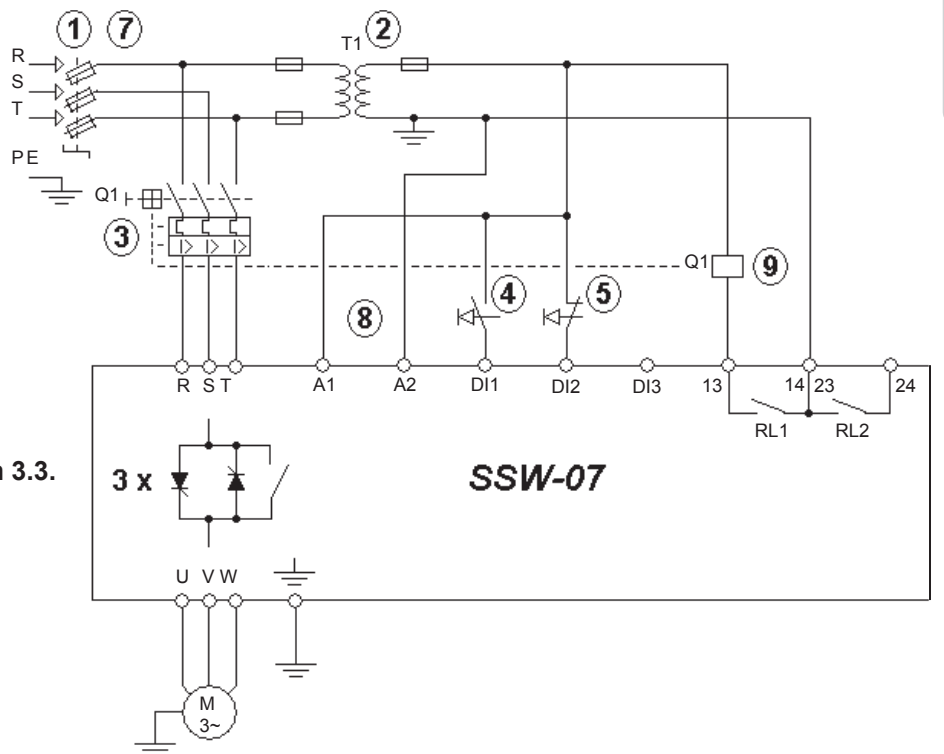 1 7 T1 2
R
S
T
PE
Q1
3
Q1 9
4 5
8
R S T A1 A2 DI1 DI2 DI3 13 14 23 24
RL1 RL2
3.3.
3 x SSW-07
U V W
M
3~